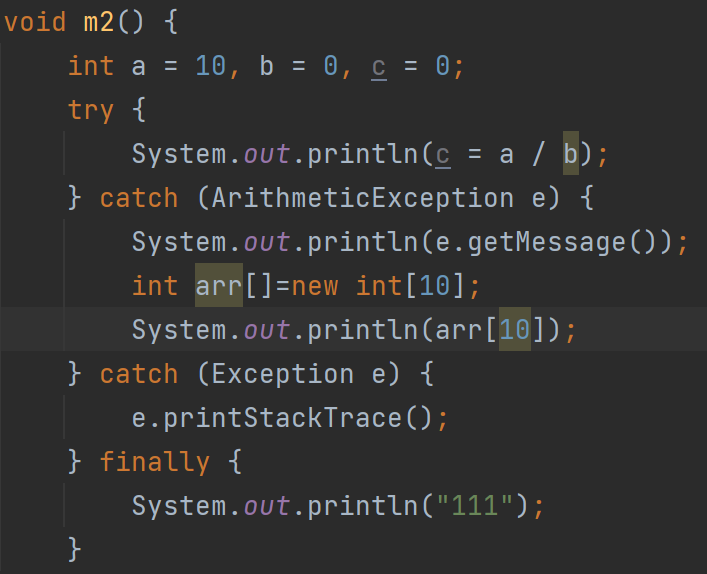 void m2() {
    int a = 10, b = 0, c = 0;
    try {
        System.out.println(c = a / b);
    } catch (ArithmeticException e) {
        System.out.println(e.getMessage());
        int arr[]=new int[10];
        System.out.println(arr[10]);
    } catch (Exception e) {
        e.printStackTrace();
    } finally {
        System.out.println("111");
    }